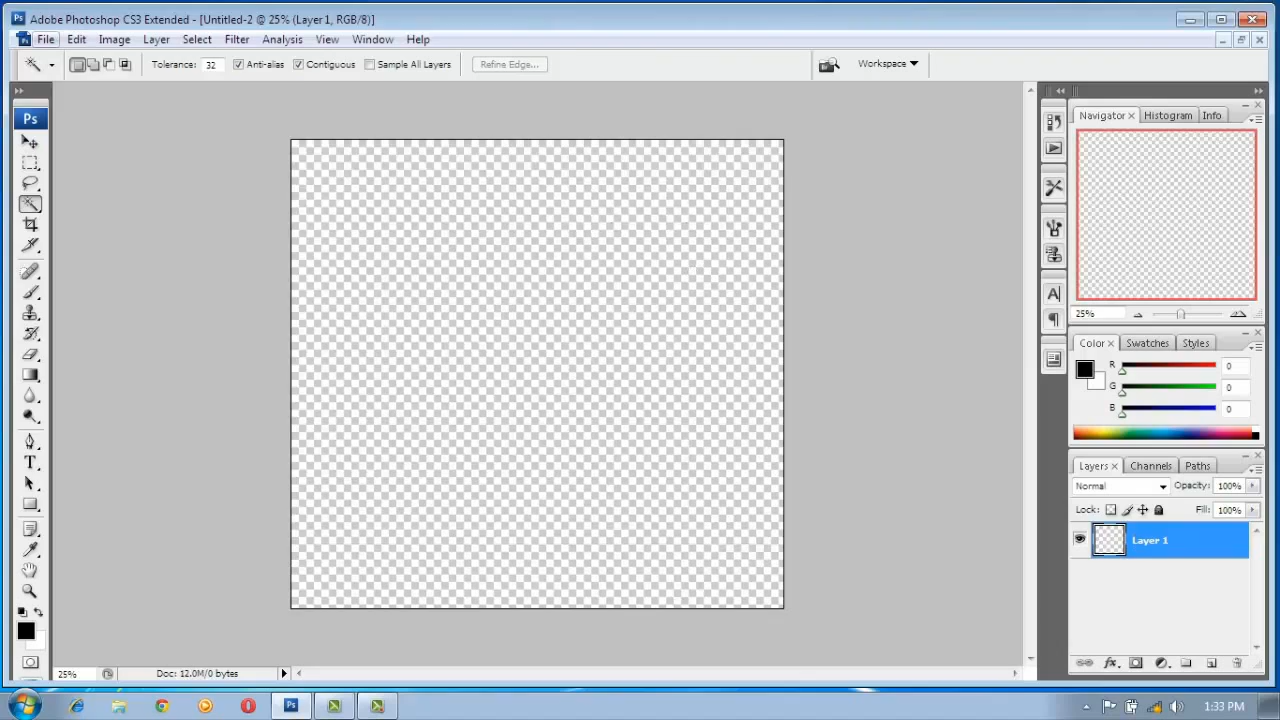 Ps Adobe Photoshop CS3 Extended - [Untitled-2 @ 25% (Layer 1, RGB/8)]
File Edit Image Layer Select Filter Analysis View Window Help
Tolerance: 32 Anti-alias Contiguous Sample All Layers Refine Edge... Workspace
Ps
Navigator Histogram Info
25%
Color Swatches Styles
R 0
G 0
B 0
Layers Channels Paths
Normal Opacity: 100%
Lock: Fill: 100%
Layer 1
fx
T
A
25% Doc: 12.0M/0 bytes
Ps
1:33 PM